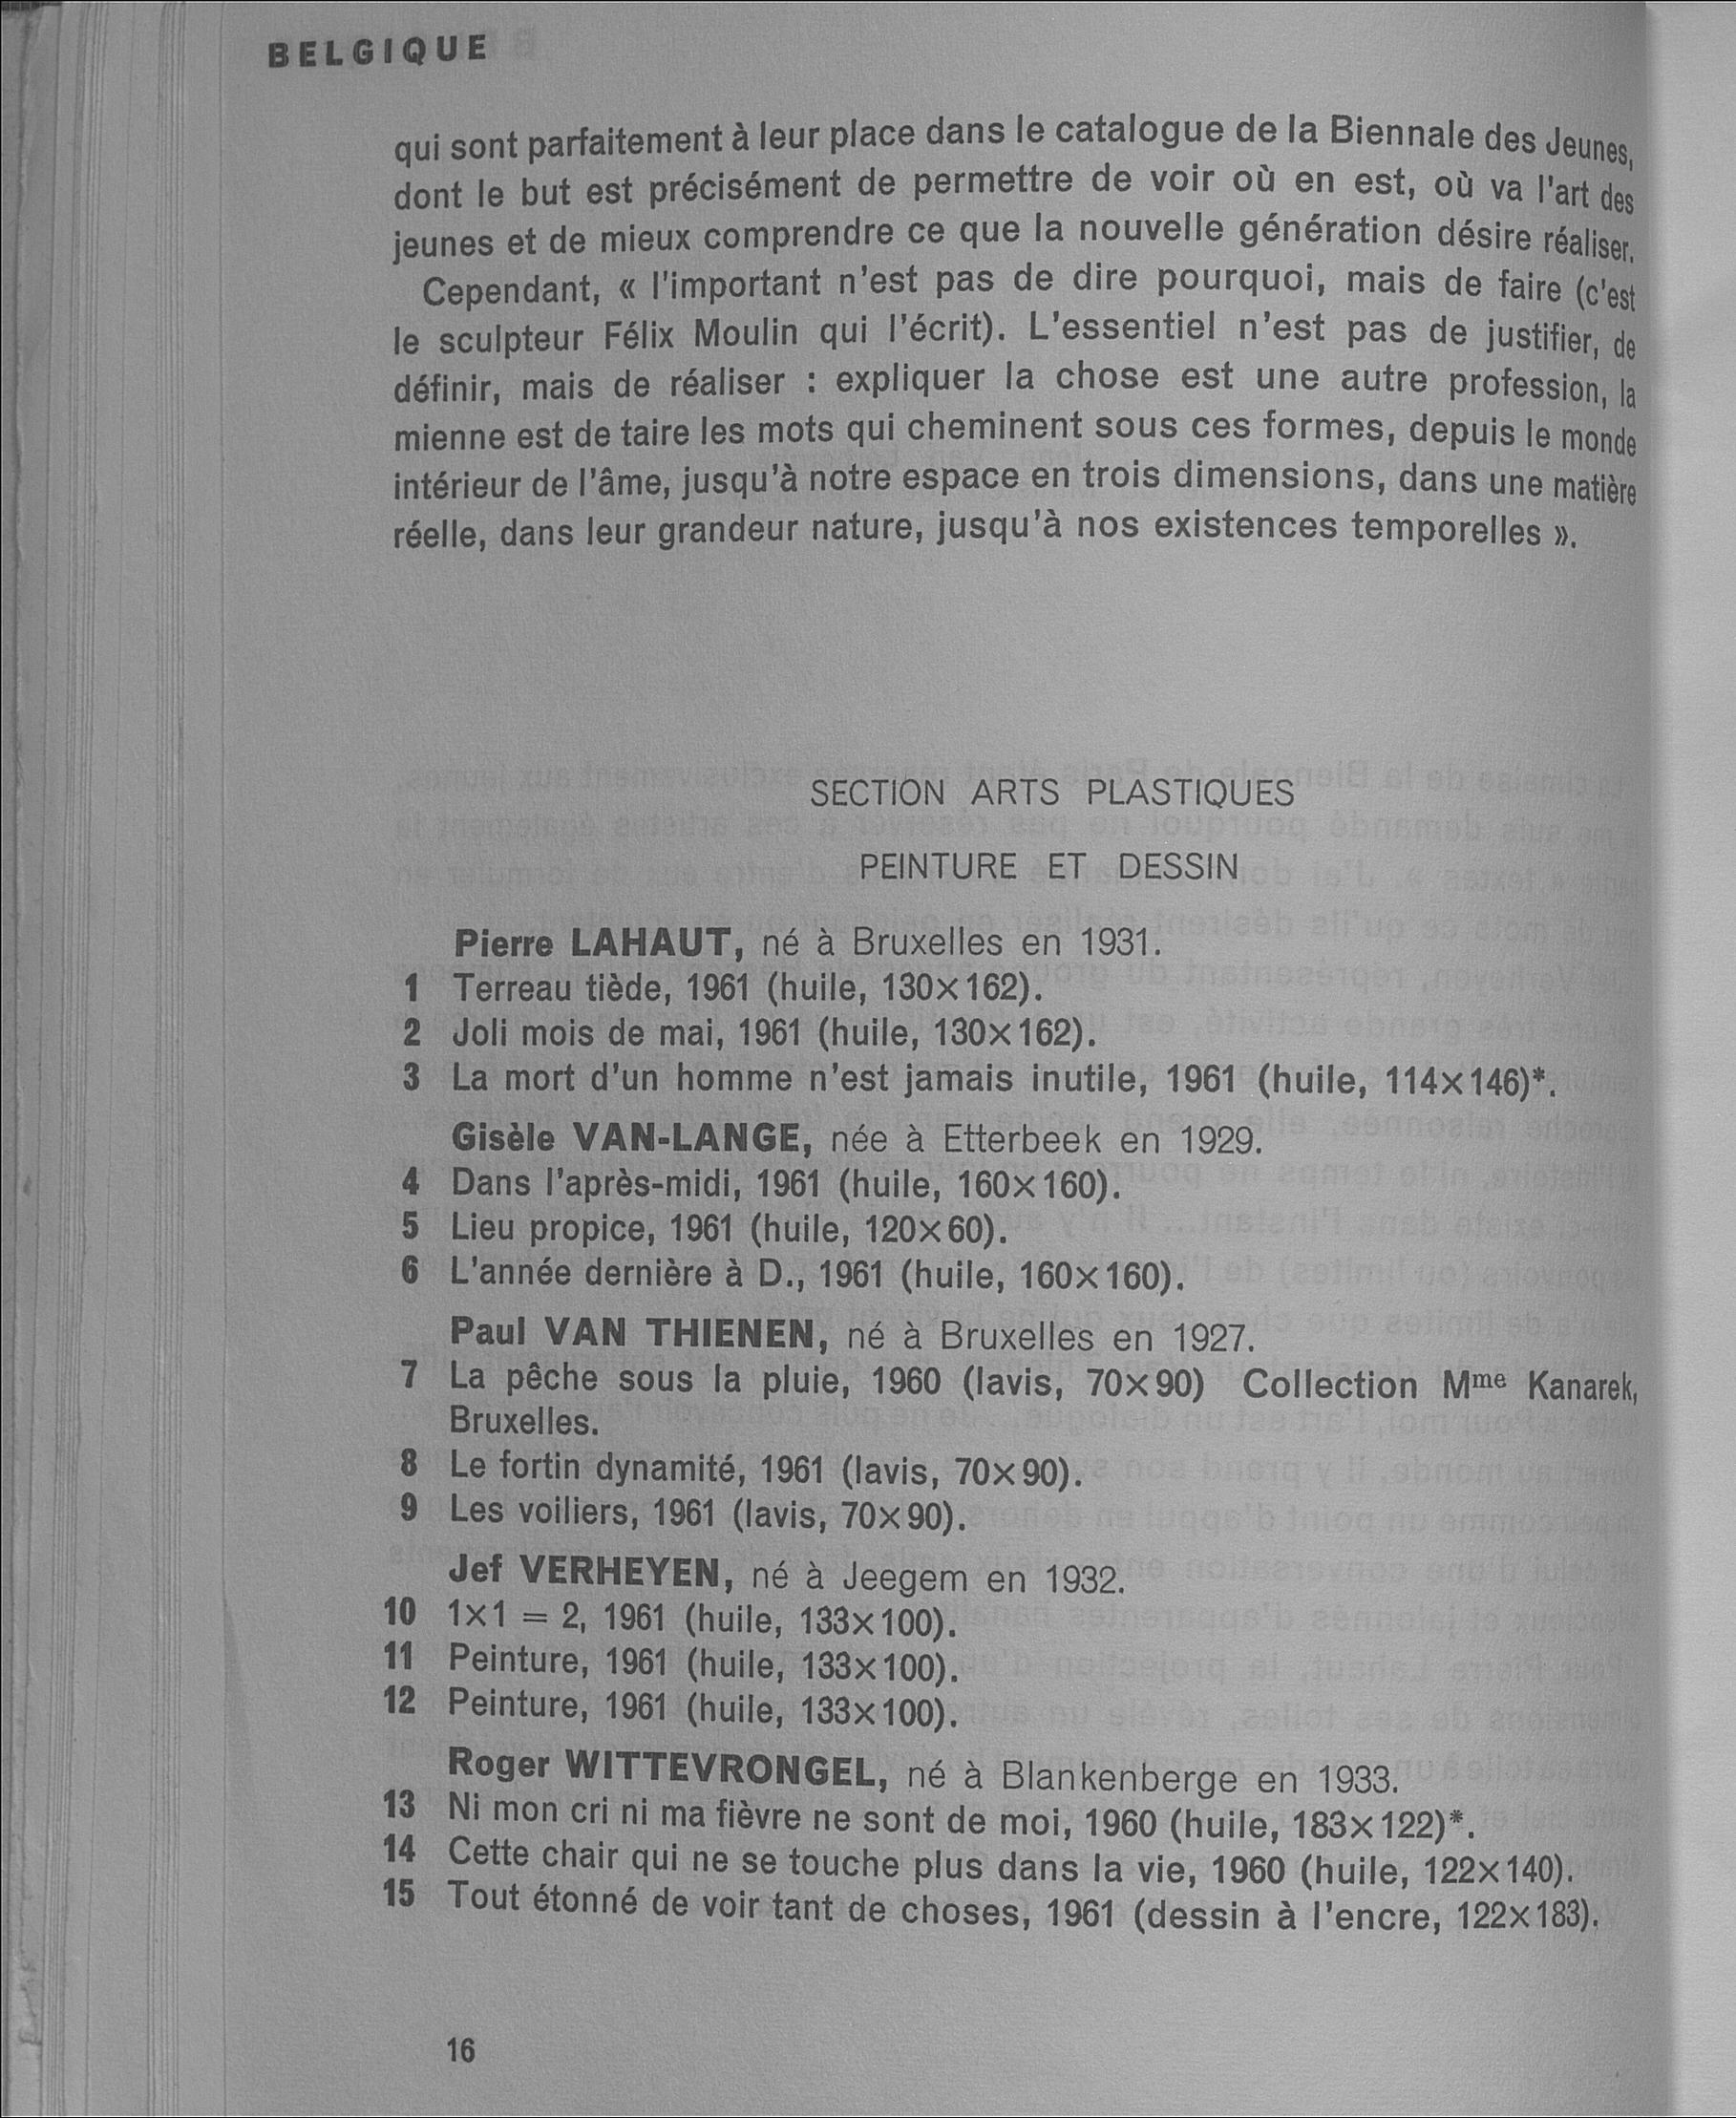 BELGIQUE
qui sont parfaitement à leur place dans le catalogue de la Biennale des Jeunes,
dont le but est précisément de permettre de voir où en est, où va l'art des
jeunes et de mieux comprendre ce que la nouvelle génération désire réaliser.
Cependant, « l'important n'est pas de dire pourquoi, mais de faire (c'est
le sculpteur Félix Moulin qui l'écrit). L'essentiel n'est pas de justifier, de
définir, mais de réaliser : expliquer la chose est une autre profession, la
mienne est de taire les mots qui cheminent sous ces formes, depuis le monde
intérieur de l'âme, jusqu'à notre espace en trois dimensions, dans une matière
réelle, dans leur grandeur nature, jusqu'à nos existences temporelles ».
SECTION ARTS PLASTIQUES
PEINTURE ET DESSIN
Pierre LAHAUT, né à Bruxelles en 1931.
1 Terreau tiède, 1961 (huile, 130×162).
2 Joli mois de mai, 1961 (huile, 130×162).
3 La mort d'un homme n'est jamais inutile, 1961 (huile, 114×146)*.
Gisèle VAN-LANGE, née à Etterbeek en 1929.
4 Dans l'après-midi, 1961 (huile, 160×160).
5 Lieu propice, 1961 (huile, 120×60).
6 L'année dernière à D., 1961 (huile, 160×160).
Paul VAN THIENEN, né à Bruxelles en 1927.
7 La pêche sous la pluie, 1960 (lavis, 70×90) Collection Mme Kanarek,
Bruxelles.
8 Le fortin dynamité, 1961 (lavis, 70×90).
9 Les voiliers, 1961 (lavis, 70×90).
Jef VERHEYEN, né à Jeegem en 1932.
10 1×1 = 2, 1961 (huile, 133×100).
11 Peinture, 1961 (huile, 133×100).
12 Peinture, 1961 (huile, 133×100).
Roger WITTEVRONGEL, né à Blankenberge en 1933.
13 Ni mon cri ni ma fièvre ne sont de moi, 1960 (huile, 183×122)*.
14 Cette chair qui ne se touche plus dans la vie, 1960 (huile, 122×140).
15 Tout étonné de voir tant de choses, 1961 (dessin à l'encre, 122×183).
16